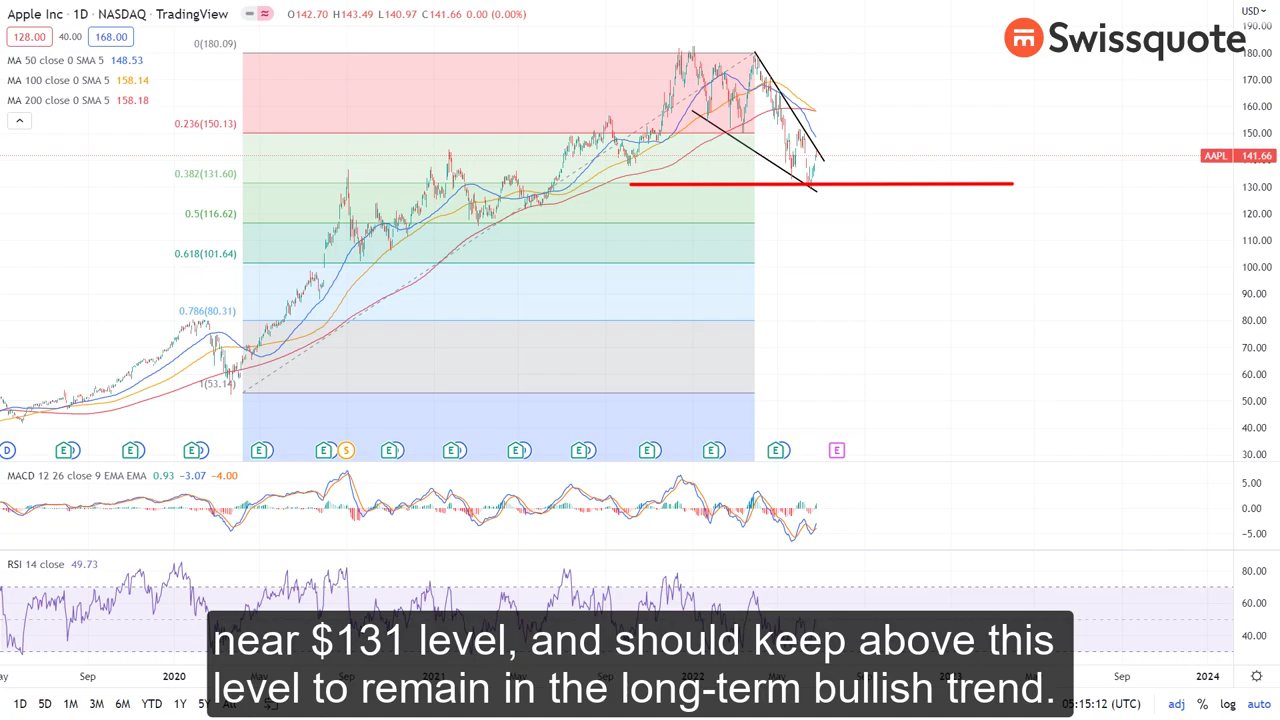 Apple Inc · 1D · NASDAQ · TradingView O142.70 H143.49 L140.97 C141.66 0.00 (0.00%)
USD
Swissquote
128.00 40.00 168.00
MA 50 close 0 SMA 5 148.53
MA 100 close 0 SMA 5 158.14
MA 200 close 0 SMA 5 158.18
0(180.09)
0.236(150.13)
0.382(131.60)
0.5(116.62)
0.618(101.64)
0.786(80.31)
1(53.14)
190.00
180.00
170.00
160.00
150.00
AAPL 141.66
130.00
120.00
110.00
100.00
90.00
80.00
70.00
60.00
50.00
40.00
30.00
D E E E E E S E E E E E E E E
MACD 12 26 close 9 EMA EMA 0.93 −3.07 −4.00
5.00
0.00
−5.00
RSI 14 close 49.73
80.00
60.00
40.00
near $131 level, and should keep above this
level to remain in the long-term bullish trend.
Sep 2020 May Sep 2021 May Sep 2022 May Sep 2023 May Sep 2024
1D 5D 1M 3M 6M YTD 1Y 5Y All 05:15:12 (UTC) adj % log auto